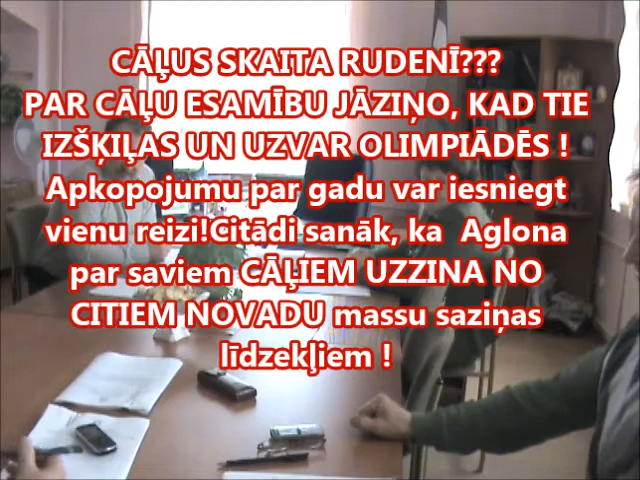 CĀĻUS SKAITA RUDENĪ???
PAR CĀĻU ESAMĪBU JĀZIŅO, KAD TIE
IZŠĶIĻAS UN UZVAR OLIMPIĀDĒS !
Apkopojumu par gadu var iesniegt
vienu reizi!Citādi sanāk, ka Aglona
par saviem CĀĻIEM UZZINA NO
CITIEM NOVADU massu saziņas
līdzekļiem !